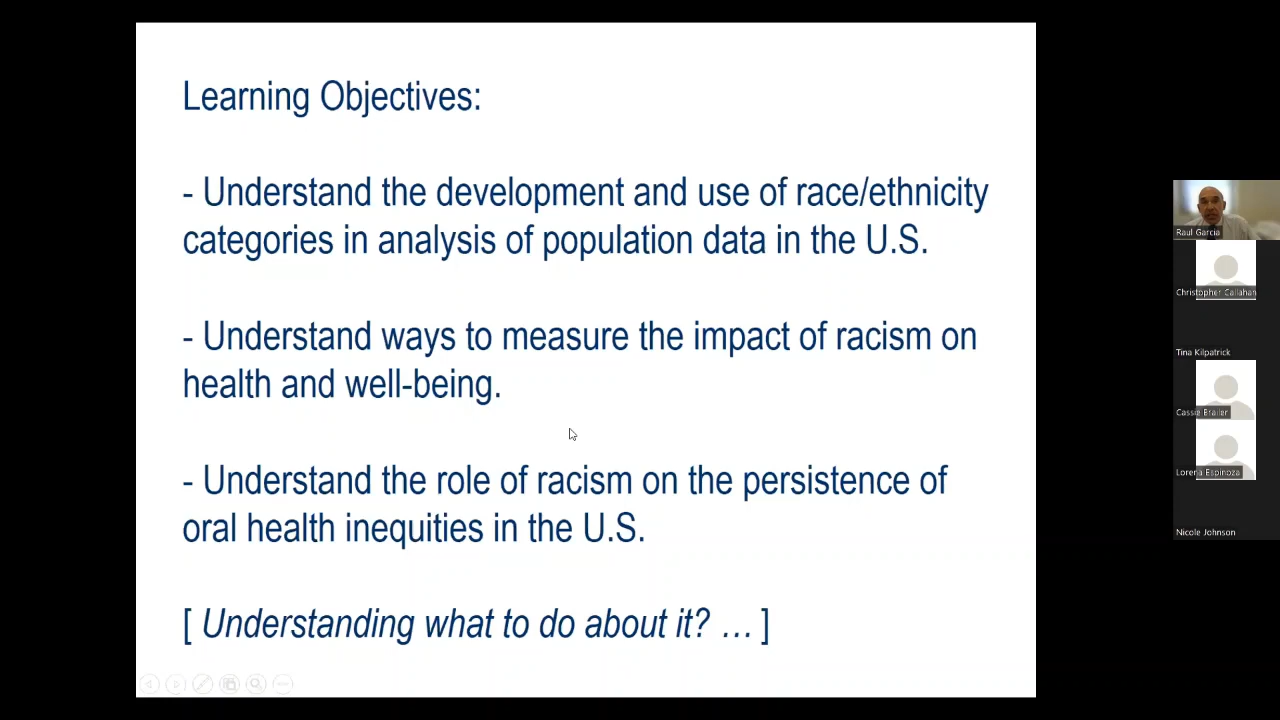 Learning Objectives:
- Understand the development and use of race/ethnicity
categories in analysis of population data in the U.S.
- Understand ways to measure the impact of racism on
health and well-being.
- Understand the role of racism on the persistence of
oral health inequities in the U.S.
[ Understanding what to do about it? … ]
Raul Garcia
Christopher Callahan
Tina Kilpatrick
Cassie Brailer
Lorena Espinoza
Nicole Johnson